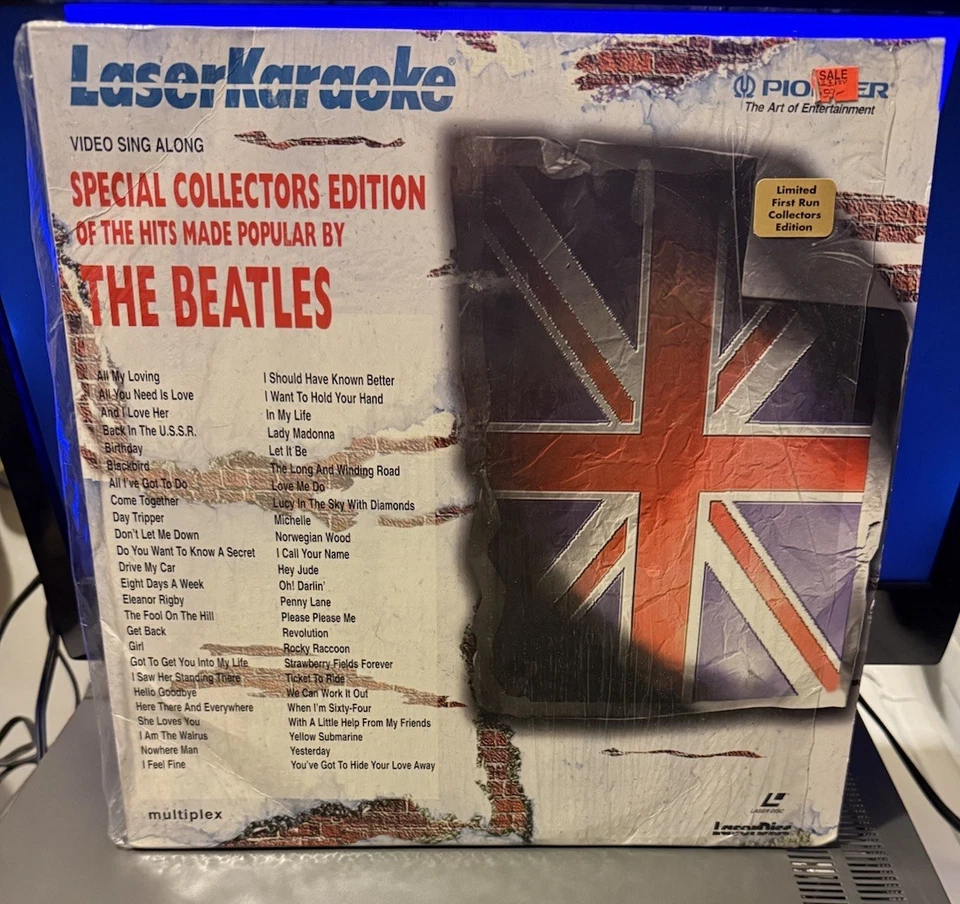 LaserKaraoke®
PIONEER
The Art of Entertainment
SALE
VIDEO SING ALONG
SPECIAL COLLECTORS EDITION
OF THE HITS MADE POPULAR BY
THE BEATLES
Limited
First Run
Collectors
Edition
All My Loving
All You Need Is Love
And I Love Her
Back In The U.S.S.R.
Birthday
Blackbird
All I've Got To Do
Come Together
Day Tripper
Don't Let Me Down
Do You Want To Know A Secret
Drive My Car
Eight Days A Week
Eleanor Rigby
The Fool On The Hill
Get Back
Girl
Got To Get You Into My Life
I Saw Her Standing There
Hello Goodbye
Here There And Everywhere
She Loves You
I Am The Walrus
Nowhere Man
I Feel Fine
I Should Have Known Better
I Want To Hold Your Hand
In My Life
Lady Madonna
Let It Be
The Long And Winding Road
Love Me Do
Lucy In The Sky With Diamonds
Michelle
Norwegian Wood
I Call Your Name
Hey Jude
Oh! Darlin'
Penny Lane
Please Please Me
Revolution
Rocky Raccoon
Strawberry Fields Forever
Ticket To Ride
We Can Work It Out
When I'm Sixty-Four
With A Little Help From My Friends
Yellow Submarine
Yesterday
You've Got To Hide Your Love Away
multiplex
LASER DISC
LaserDisc